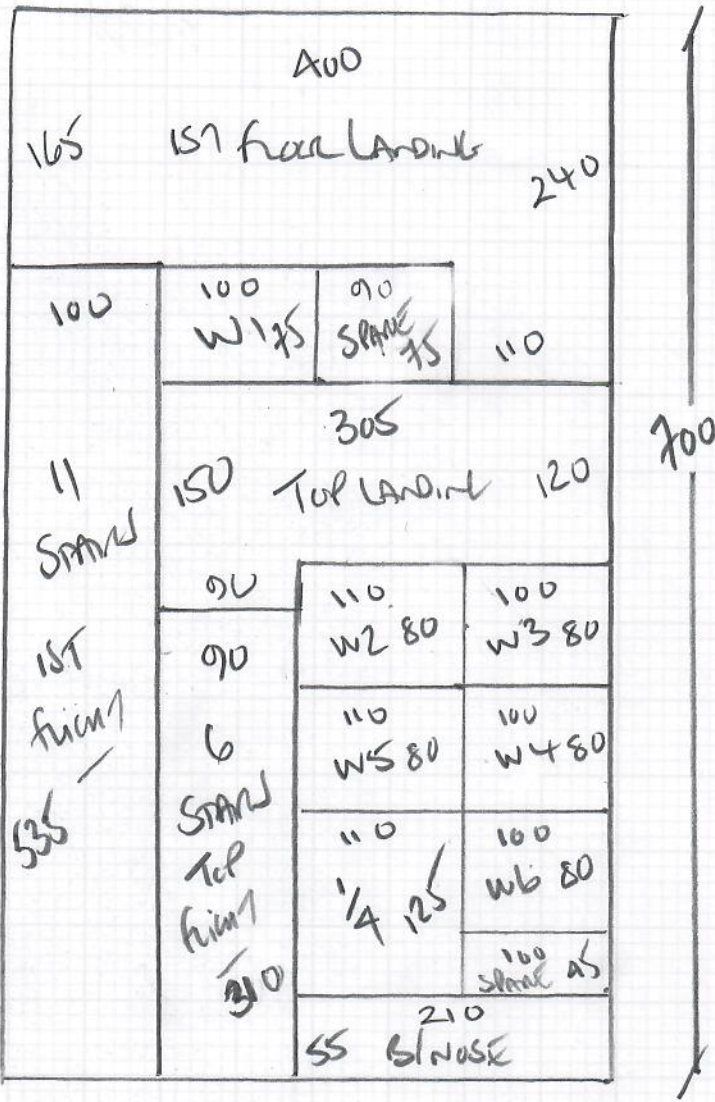 400
165 1ST FLOOR LANDING 240
100
100
W1 75
90
SPARE 75
110
700
305
150 TOP LANDING 120
90
11
STAIRS
1ST
FLIGHT
535
90
6
STAIRS
TOP
FLIGHT
310
110
W2 80
100
W3 80
110
W5 80
100
W4 80
110
1/4 125
100
W6 80
100
SPARE 45
210
55 B/NOSE